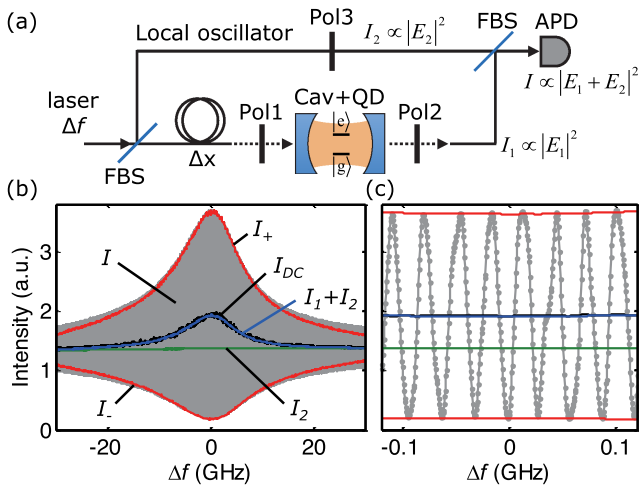 (a)
Local oscillator
Pol3
I₂ ∝ |E₂|²
FBS
APD
I ∝ |E₁ + E₂|²
laser
Δf
FBS
Δx
Pol1
Cav+QD
|e⟩
|g⟩
Pol2
I₁ ∝ |E₁|²
(b)
(c)
Intensity (a.u.)
3
2
1
0
I
I₊
I_DC
I₁+I₂
I₋
I₂
-20
0
20
Δf (GHz)
-0.1
0
0.1
Δf (GHz)